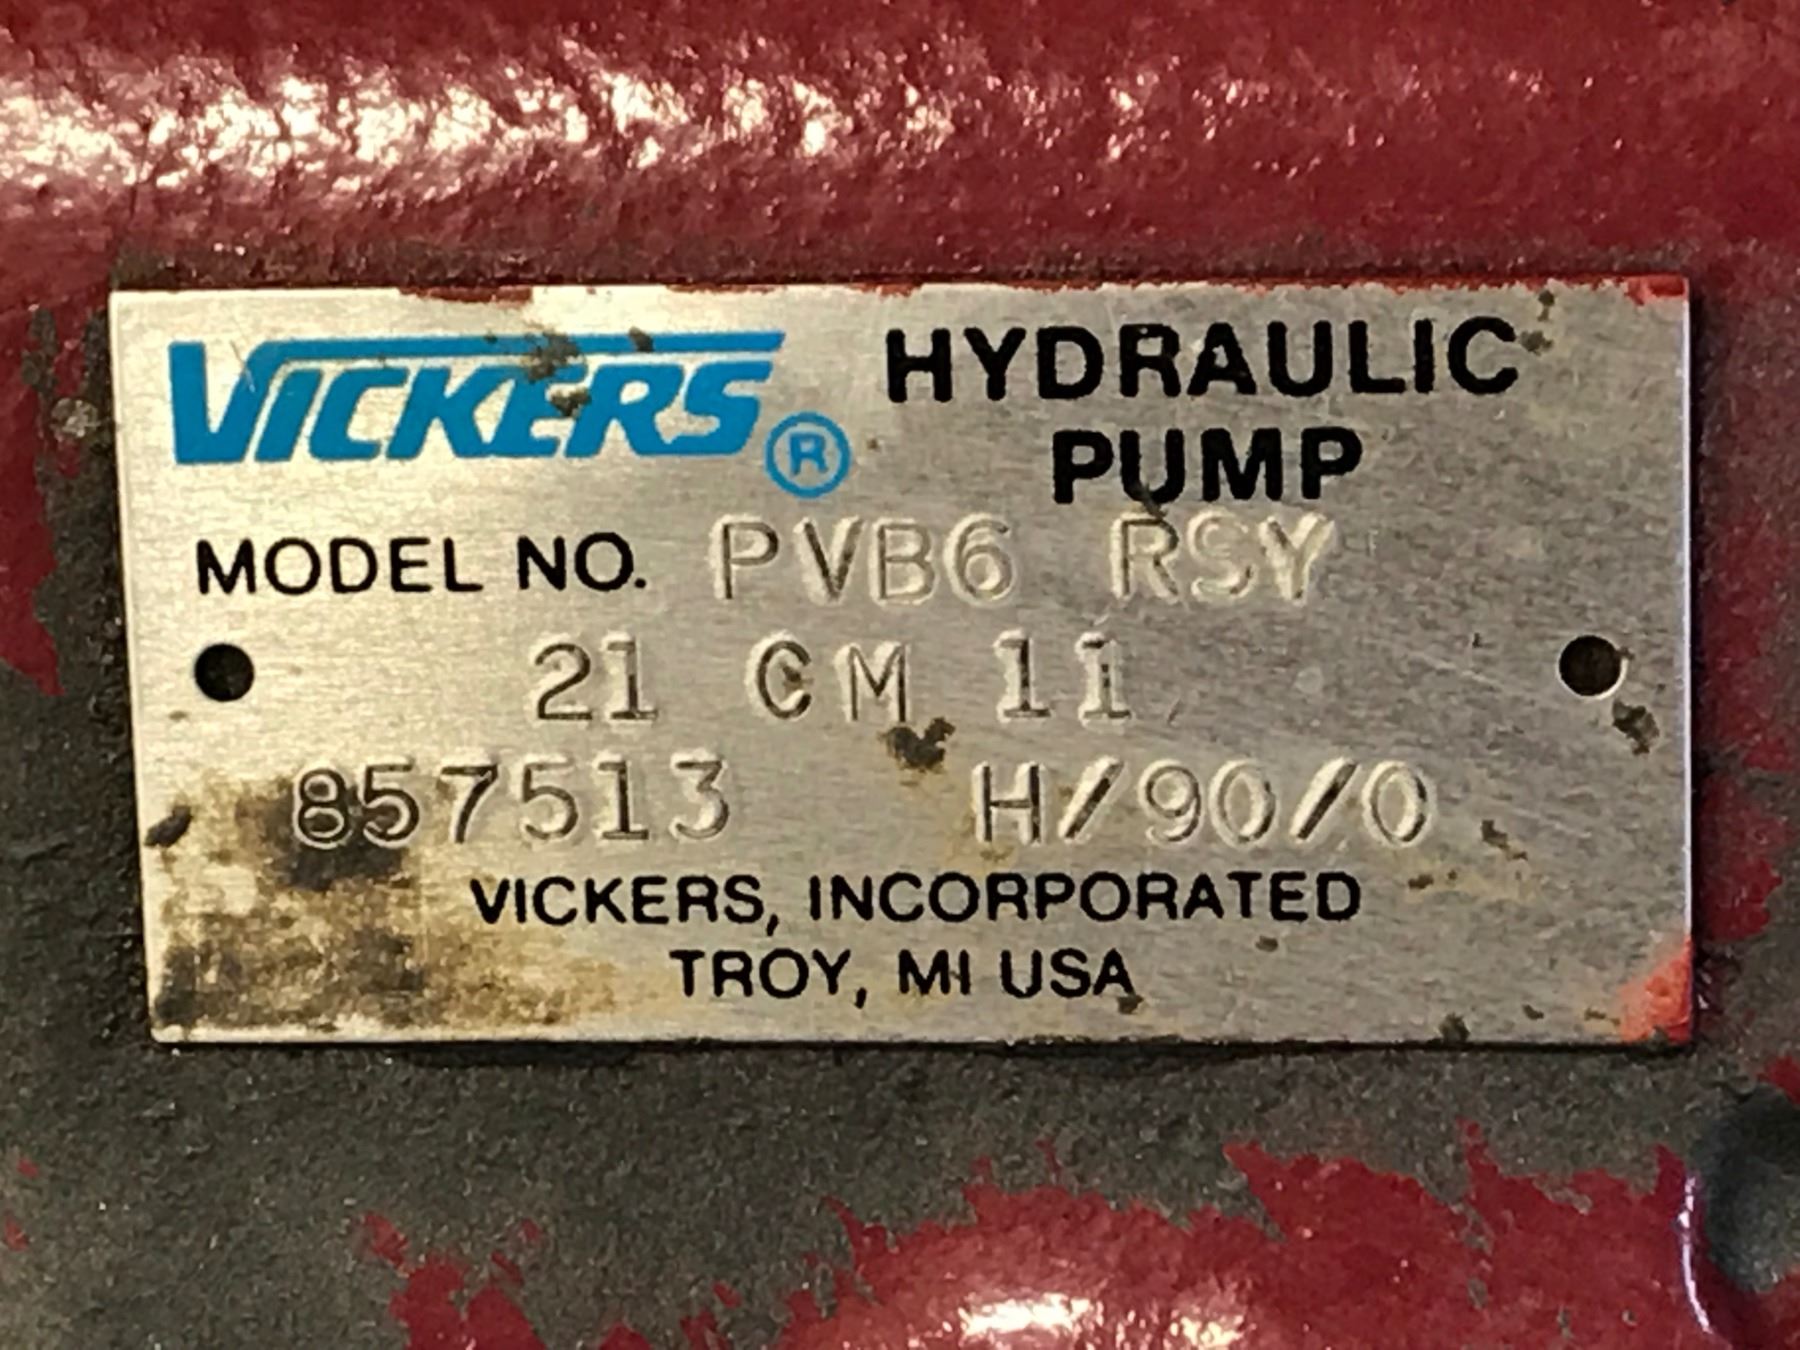 VICKERS® HYDRAULIC
PUMP
MODEL NO. PVB6 RSY
21 CM 11
857513 H/90/0
VICKERS, INCORPORATED
TROY, MI USA